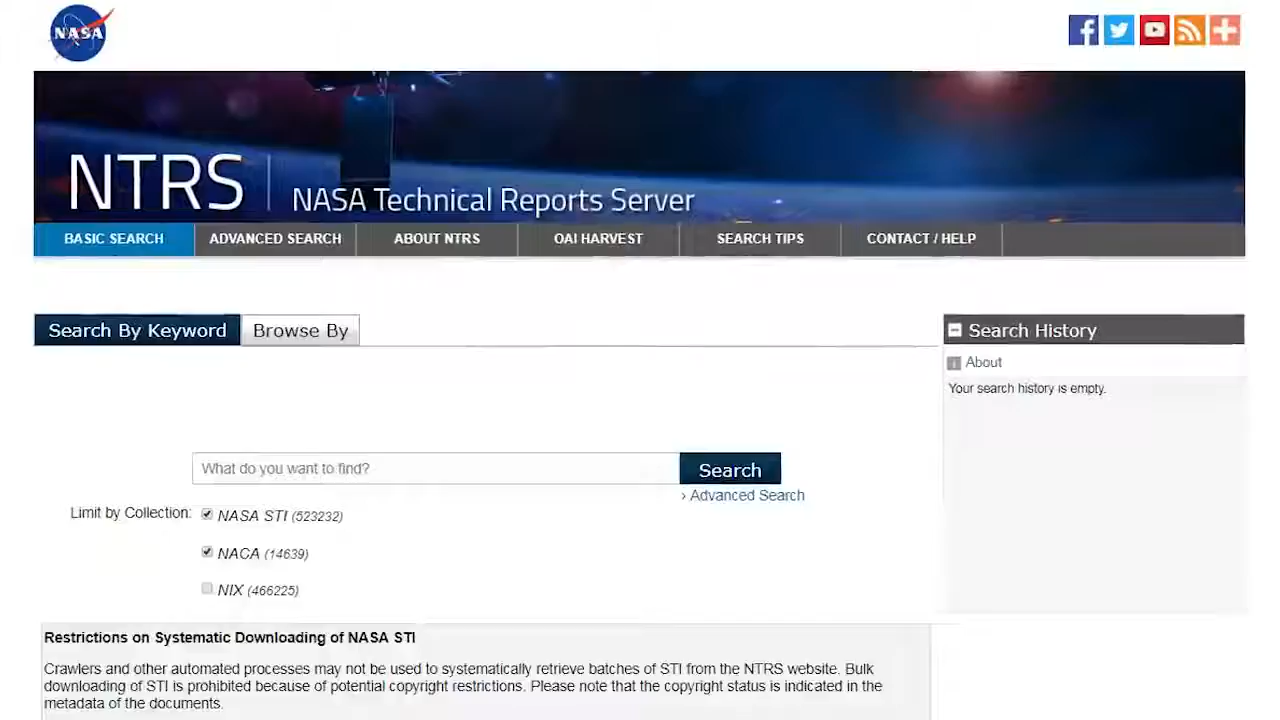 NASA
NTRS | NASA Technical Reports Server
BASIC SEARCH ADVANCED SEARCH ABOUT NTRS OAI HARVEST SEARCH TIPS CONTACT / HELP
Search By Keyword Browse By
Search History
About
Your search history is empty.
What do you want to find? Search
› Advanced Search
Limit by Collection: NASA STI (523232)
NACA (14639)
NIX (466225)
Restrictions on Systematic Downloading of NASA STI
Crawlers and other automated processes may not be used to systematically retrieve batches of STI from the NTRS website. Bulk
downloading of STI is prohibited because of potential copyright restrictions. Please note that the copyright status is indicated in the
metadata of the documents.